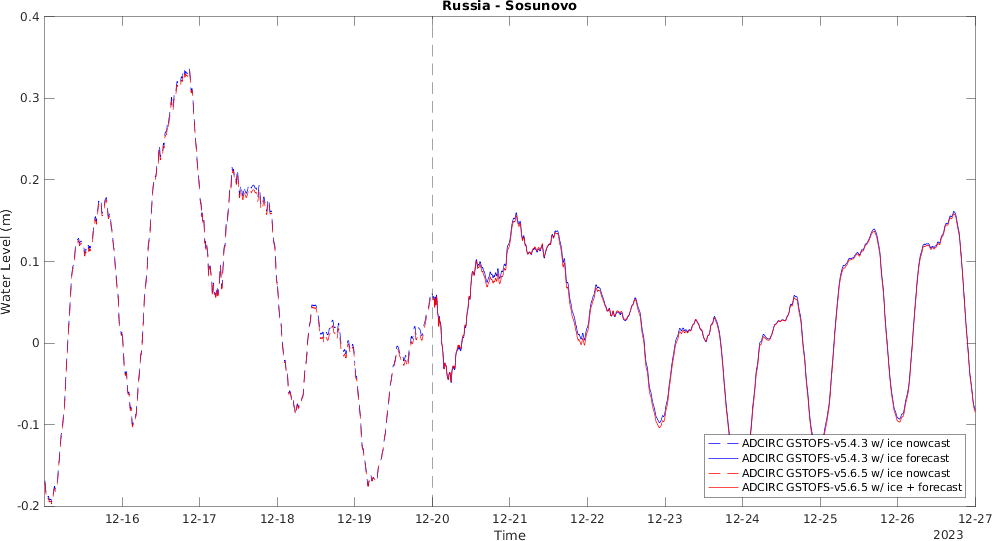 Russia - Sosunovo
0.4
0.3
0.2
0.1
0
-0.1
-0.2
Water Level (m)
12-16
12-17
12-18
12-19
12-20
12-21
12-22
12-23
12-24
12-25
12-26
12-27
Time
2023
ADCIRC GSTOFS-v5.4.3 w/ ice nowcast
ADCIRC GSTOFS-v5.4.3 w/ ice forecast
ADCIRC GSTOFS-v5.6.5 w/ ice nowcast
ADCIRC GSTOFS-v5.6.5 w/ ice + forecast